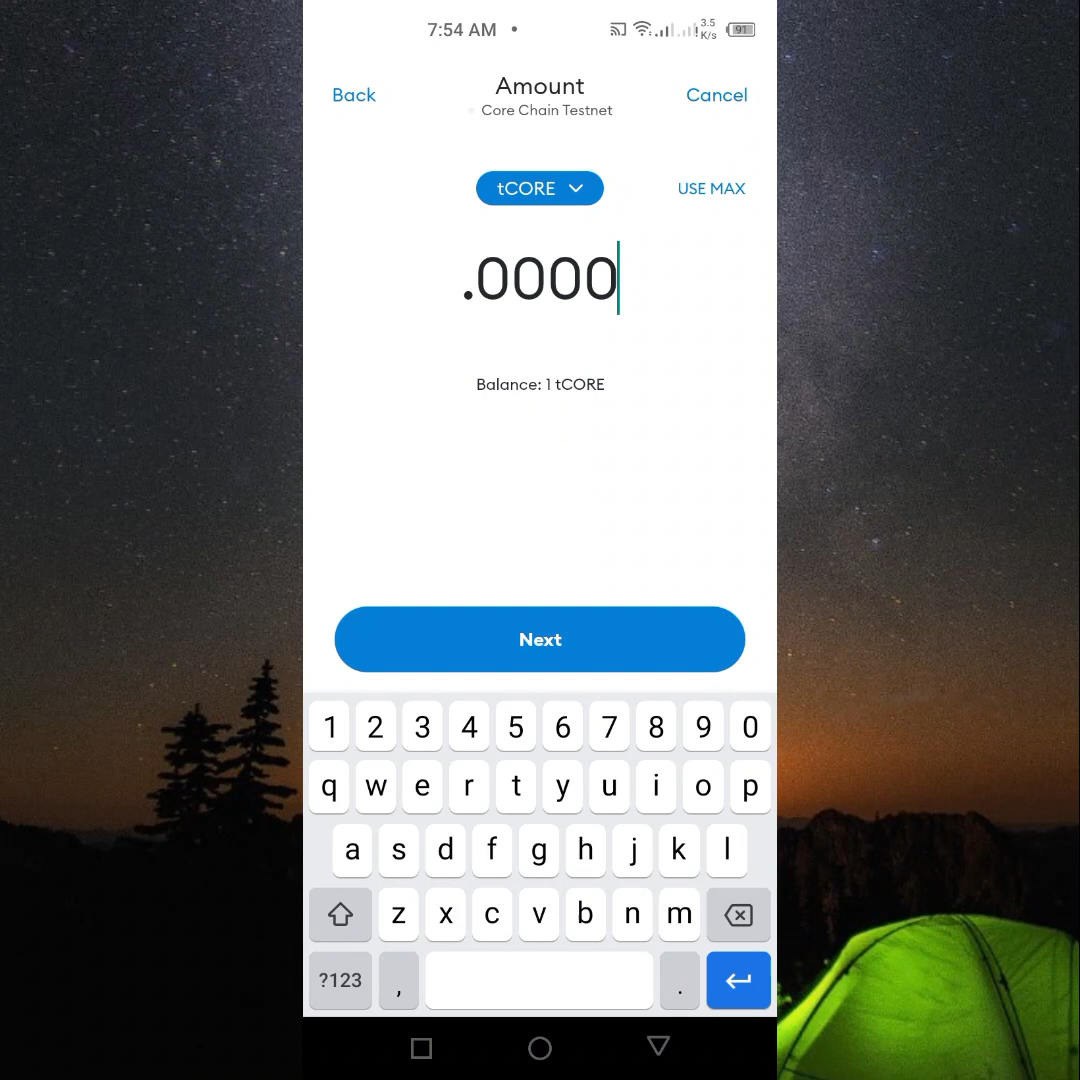 7:54 AM
3.5
K/s
91
Back
Amount
Cancel
Core Chain Testnet
tCORE
USE MAX
.0000
Balance: 1 tCORE
Next
1 2 3 4 5 6 7 8 9 0
q w e r t y u i o p
a s d f g h j k l
z x c v b n m
?123 , .